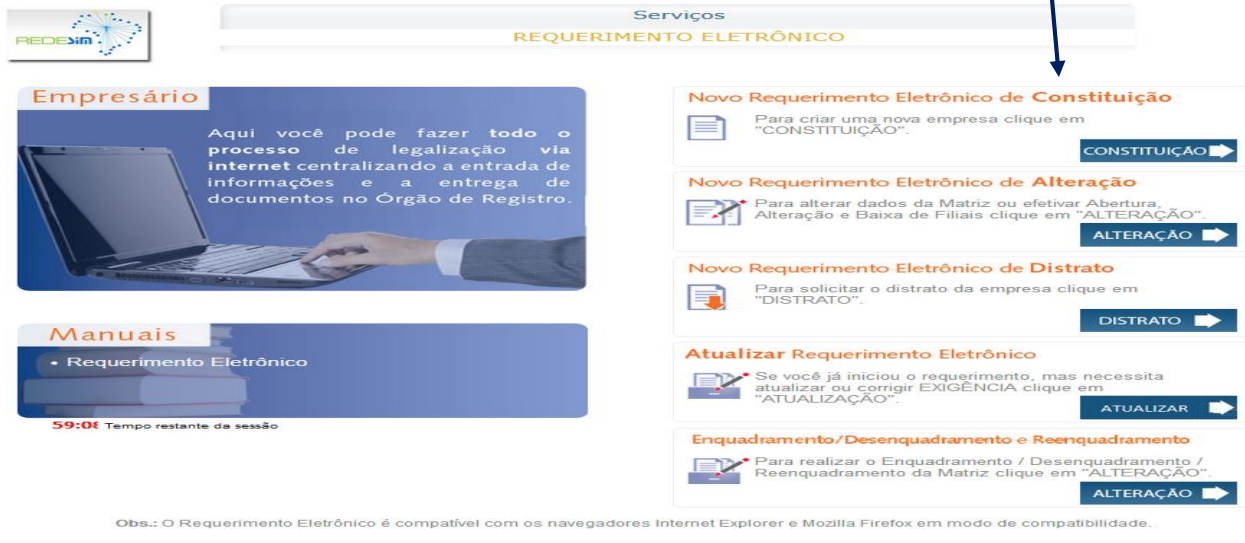 REDESIM
Serviços
REQUERIMENTO ELETRÔNICO
Empresário
Aqui você pode fazer todo o
processo de legalização via
internet centralizando a entrada de
informações e a entrega de
documentos no Órgão de Registro.
Manuais
• Requerimento Eletrônico
59:08 Tempo restante da sessão
Novo Requerimento Eletrônico de Constituição
Para criar uma nova empresa clique em
"CONSTITUIÇÃO".
CONSTITUIÇÃO
Novo Requerimento Eletrônico de Alteração
Para alterar dados da Matriz ou efetivar Abertura,
Alteração e Baixa de Filiais clique em "ALTERAÇÃO".
ALTERAÇÃO
Novo Requerimento Eletrônico de Distrato
Para solicitar o distrato da empresa clique em
"DISTRATO".
DISTRATO
Atualizar Requerimento Eletrônico
Se você já iniciou o requerimento, mas necessita
atualizar ou corrigir EXIGÊNCIA clique em
"ATUALIZAÇÃO".
ATUALIZAR
Enquadramento/Desenquadramento e Reenquadramento
Para realizar o Enquadramento / Desenquadramento /
Reenquadramento da Matriz clique em "ALTERAÇÃO".
ALTERAÇÃO
Obs.: O Requerimento Eletrônico é compatível com os navegadores Internet Explorer e Mozilla Firefox em modo de compatibilidade.